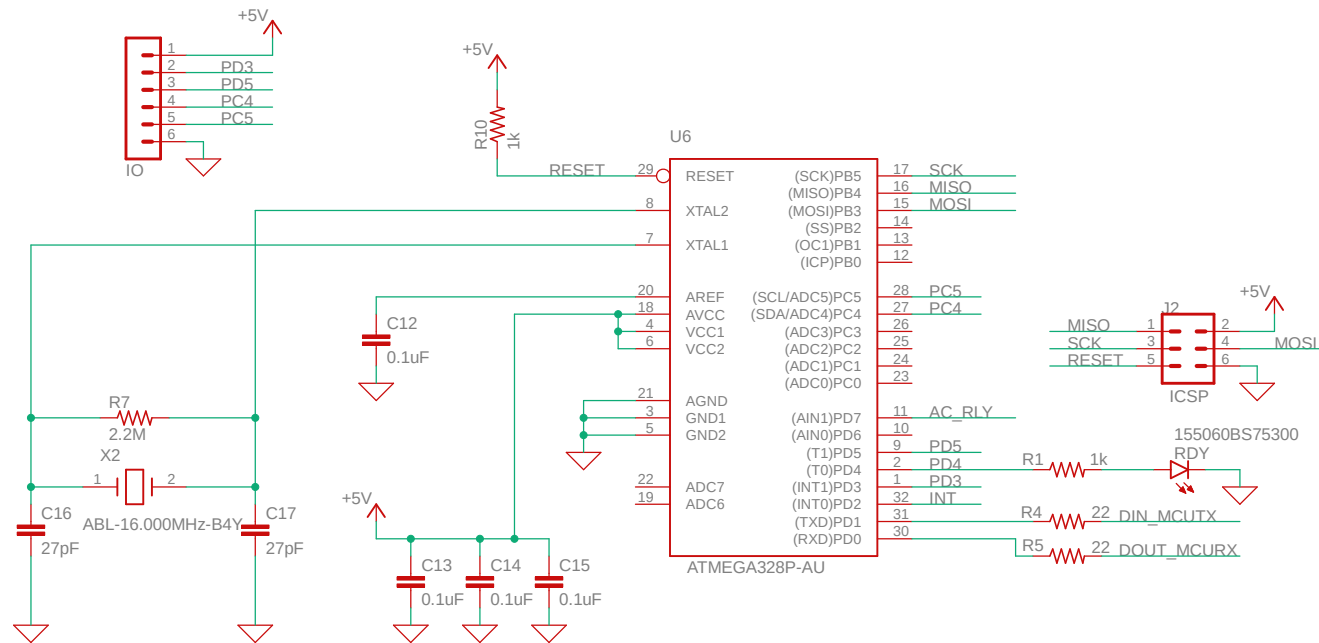 +5V
1
2 PD3
3 PD5
4 PC4
5 PC5
6
IO
+5V
R10
1k
U6
RESET 29 RESET
8 XTAL2
7 XTAL1
20 AREF
18 AVCC
4 VCC1
6 VCC2
21 AGND
3 GND1
5 GND2
22 ADC7
19 ADC6
(SCK)PB5 17 SCK
(MISO)PB4 16 MISO
(MOSI)PB3 15 MOSI
(SS)PB2 14
(OC1)PB1 13
(ICP)PB0 12
(SCL/ADC5)PC5 28 PC5
(SDA/ADC4)PC4 27 PC4
(ADC3)PC3 26
(ADC2)PC2 25
(ADC1)PC1 24
(ADC0)PC0 23
(AIN1)PD7 11 AC_RLY
(AIN0)PD6 10
(T1)PD5 9 PD5
(T0)PD4 2 PD4
(INT1)PD3 1 PD3
(INT0)PD2 32 INT
(TXD)PD1 31
(RXD)PD0 30
ATMEGA328P-AU
C12
0.1uF
R7
2.2M
X2
1 2
ABL-16.000MHz-B4Y
C16
27pF
C17
27pF
+5V
C13
0.1uF
C14
0.1uF
C15
0.1uF
+5V
J2
MISO 1 2
SCK 3 4 MOSI
RESET 5 6
ICSP
155060BS75300
RDY
R1 1k
R4 22 DIN_MCUTX
R5 22 DOUT_MCURX